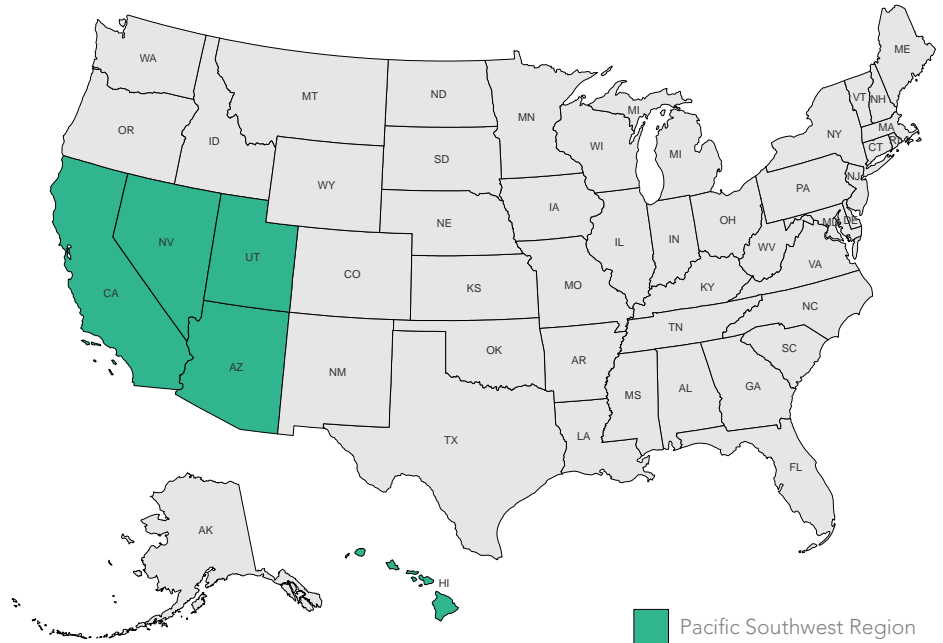 ME
WA
VT
NH
ND
MT
MN
MI
OR
MA
NY
ID
WI
CT
RI
SD
MI
WY
NJ
PA
IA
NE
OH
MD
DE
NV
IL
IN
WV
UT
CO
VA
CA
KS
MO
KY
NC
TN
OK
SC
AR
AZ
NM
GA
MS
AL
LA
TX
FL
AK
HI
Pacific Southwest Region